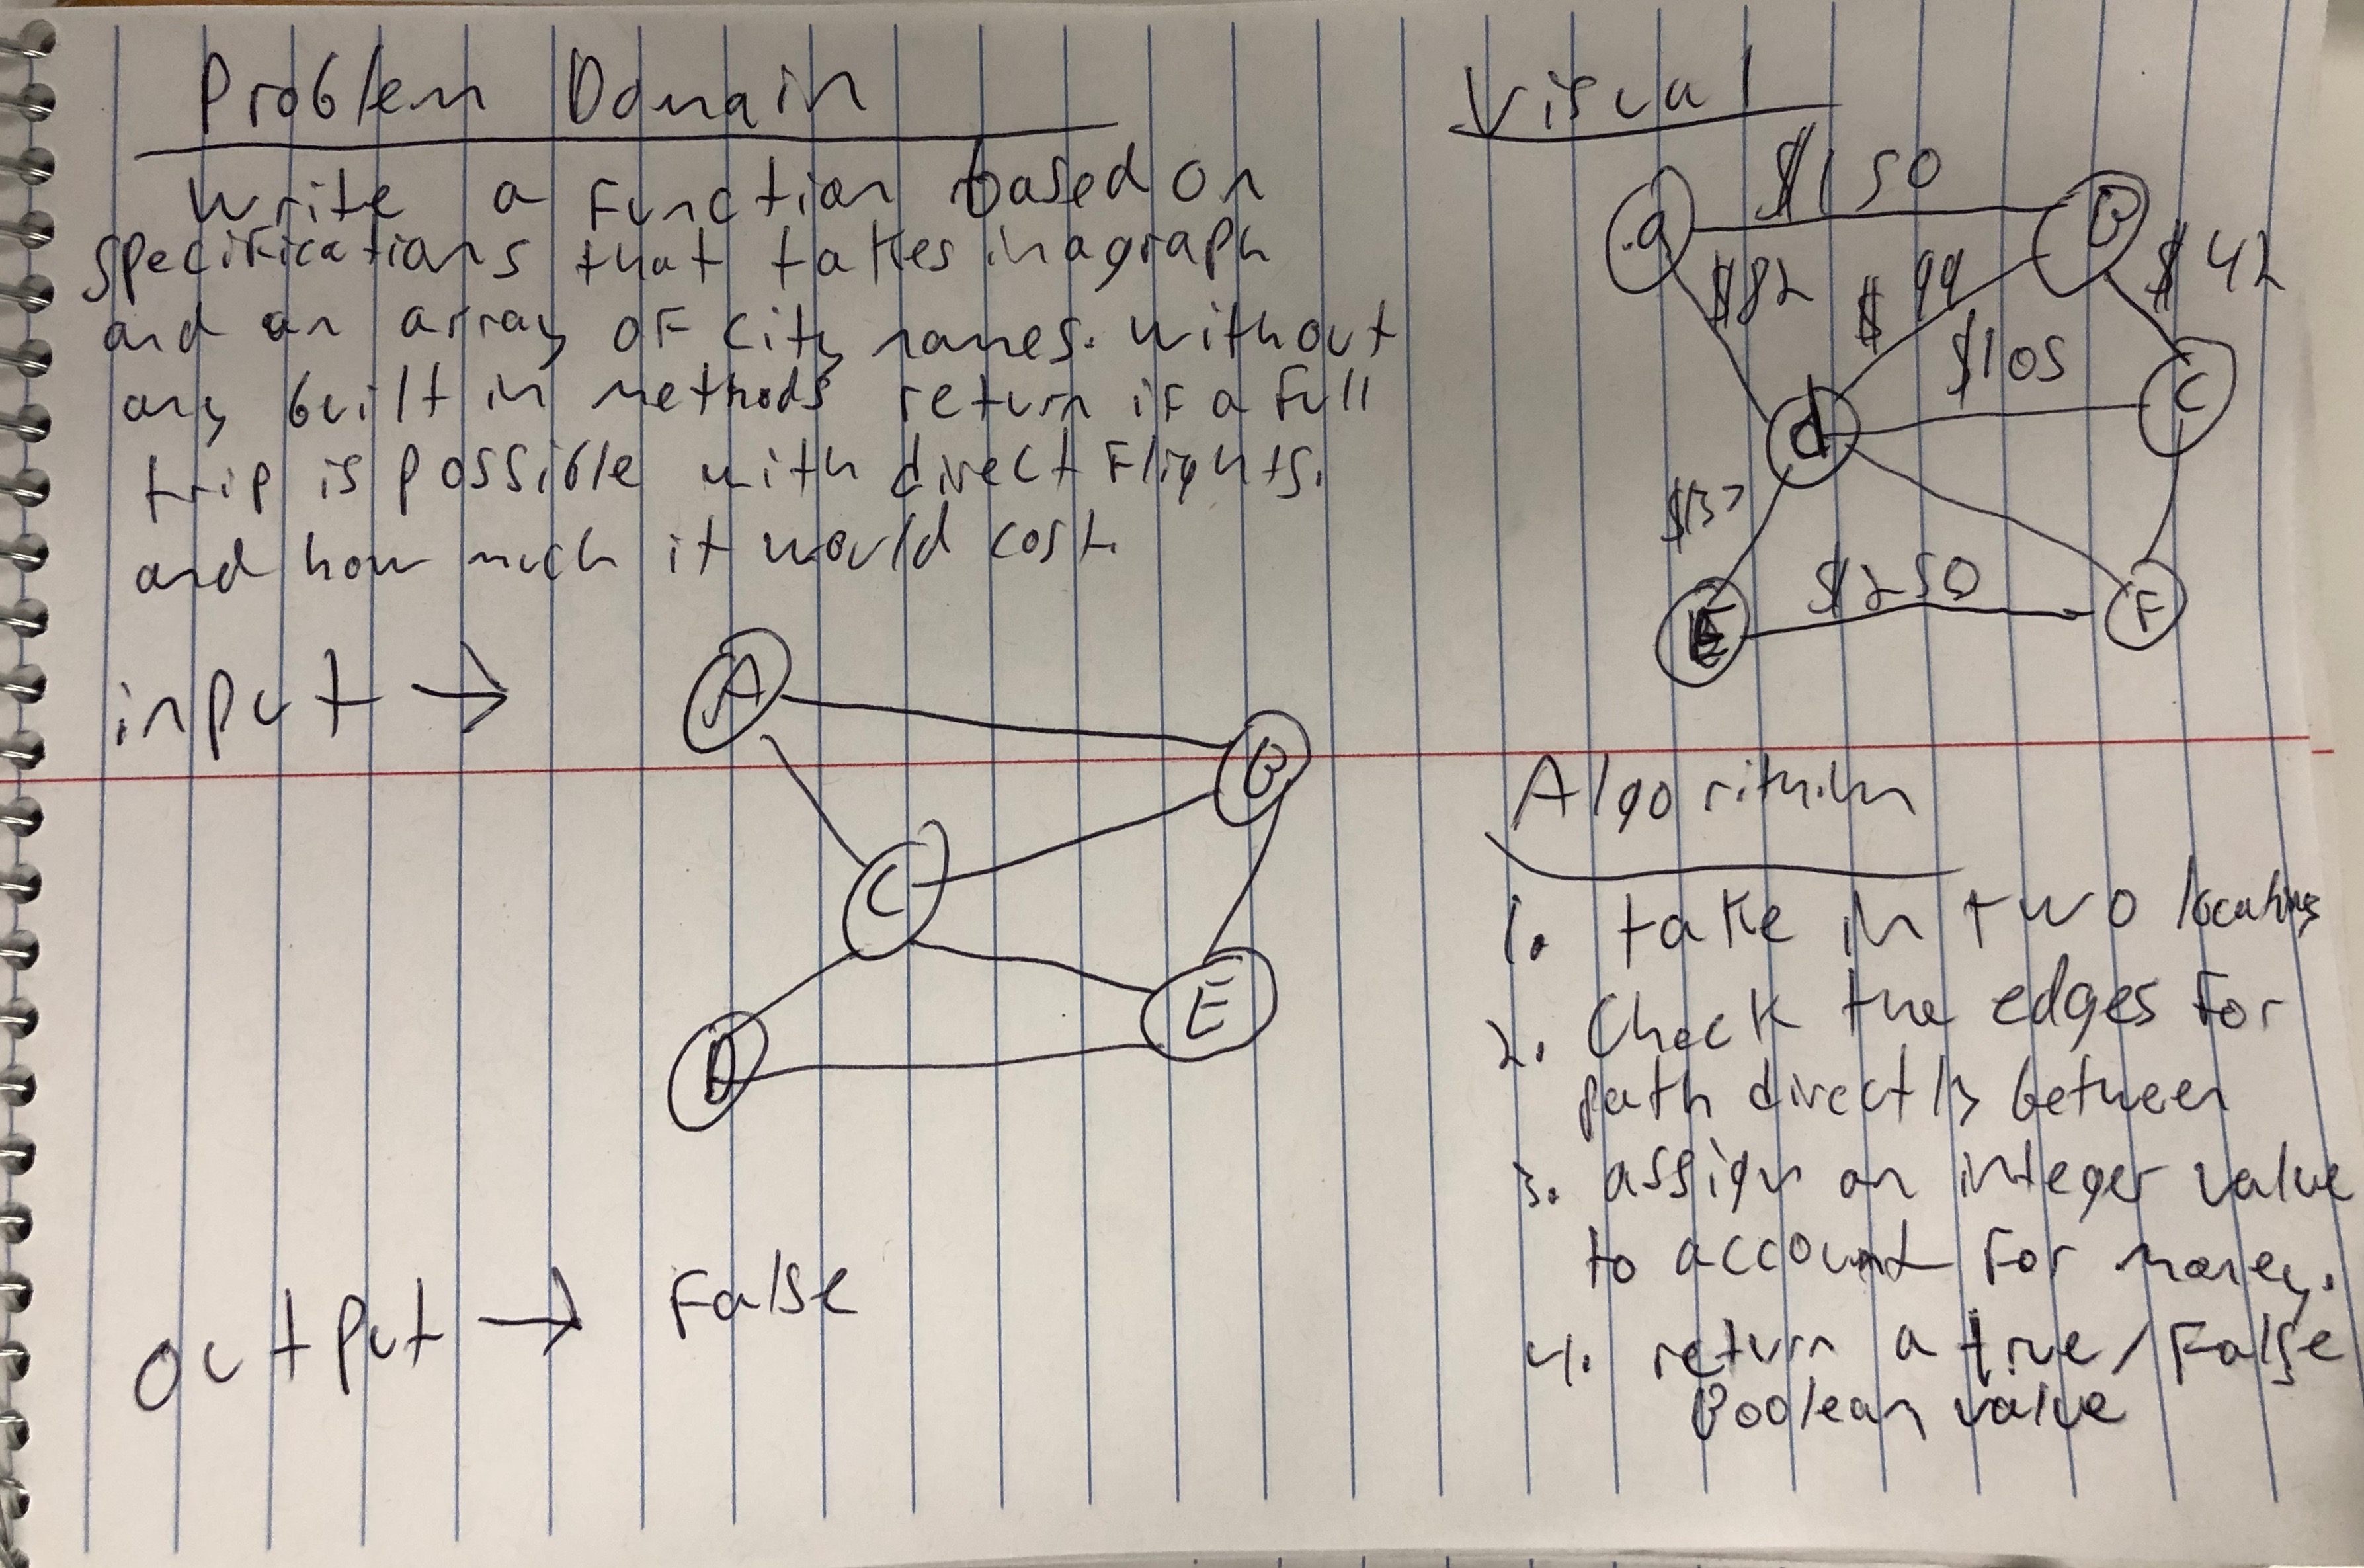 Problem Domain
Write a function based on
specifications that takes in a graph
and an array of city names. without
any built in methods return if a full
trip is possible with direct flights.
and how much it would cost.
input →
A
B
C
D
E
output → False
Visual
a
$150
B
$82
$99
$42
$105
d
C
E
$250
F
Algorithim
1. take in two locations
2. Check the edges for
path directly between
3. assign an integer value
to account for money.
4. return a true/False
Boolean value